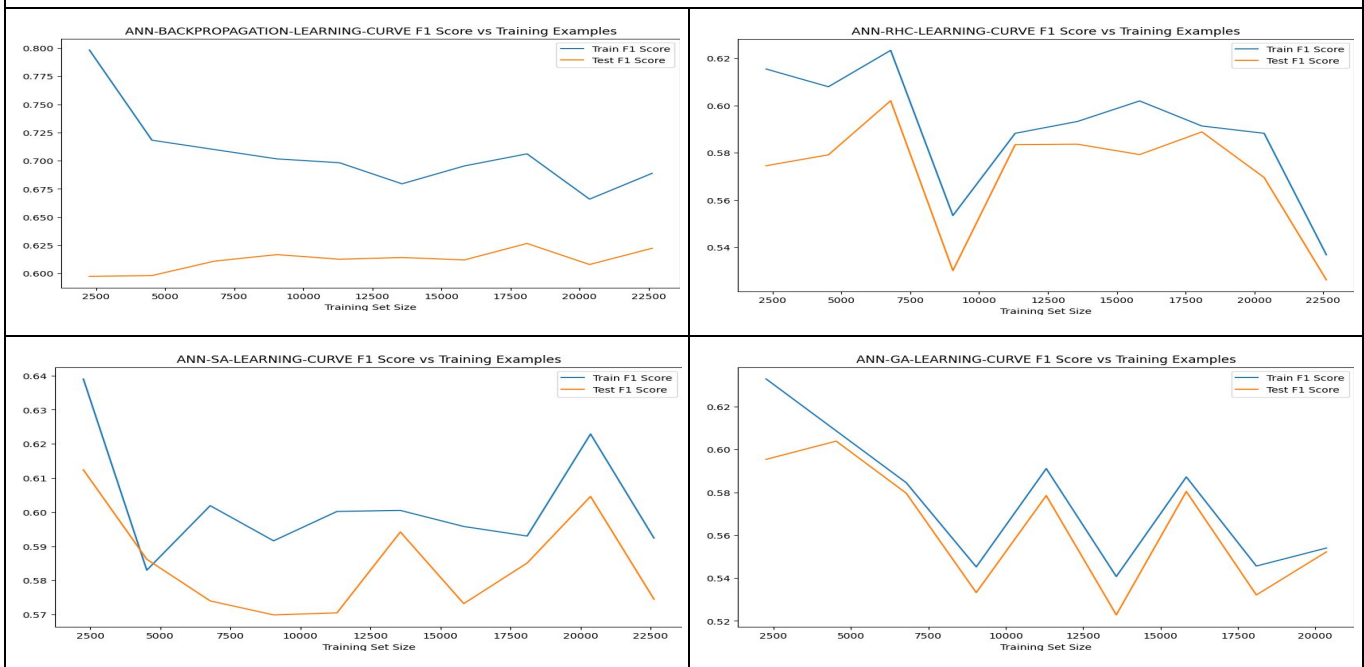 ANN-BACKPROPAGATION-LEARNING-CURVE F1 Score vs Training Examples
Train F1 Score
Test F1 Score
0.800
0.775
0.750
0.725
0.700
0.675
0.650
0.625
0.600
2500 5000 7500 10000 12500 15000 17500 20000 22500
Training Set Size
ANN-RHC-LEARNING-CURVE F1 Score vs Training Examples
Train F1 Score
Test F1 Score
0.62
0.60
0.58
0.56
0.54
2500 5000 7500 10000 12500 15000 17500 20000 22500
Training Set Size
ANN-SA-LEARNING-CURVE F1 Score vs Training Examples
Train F1 Score
Test F1 Score
0.64
0.63
0.62
0.61
0.60
0.59
0.58
0.57
2500 5000 7500 10000 12500 15000 17500 20000 22500
Training Set Size
ANN-GA-LEARNING-CURVE F1 Score vs Training Examples
Train F1 Score
Test F1 Score
0.62
0.60
0.58
0.56
0.54
0.52
2500 5000 7500 10000 12500 15000 17500 20000
Training Set Size